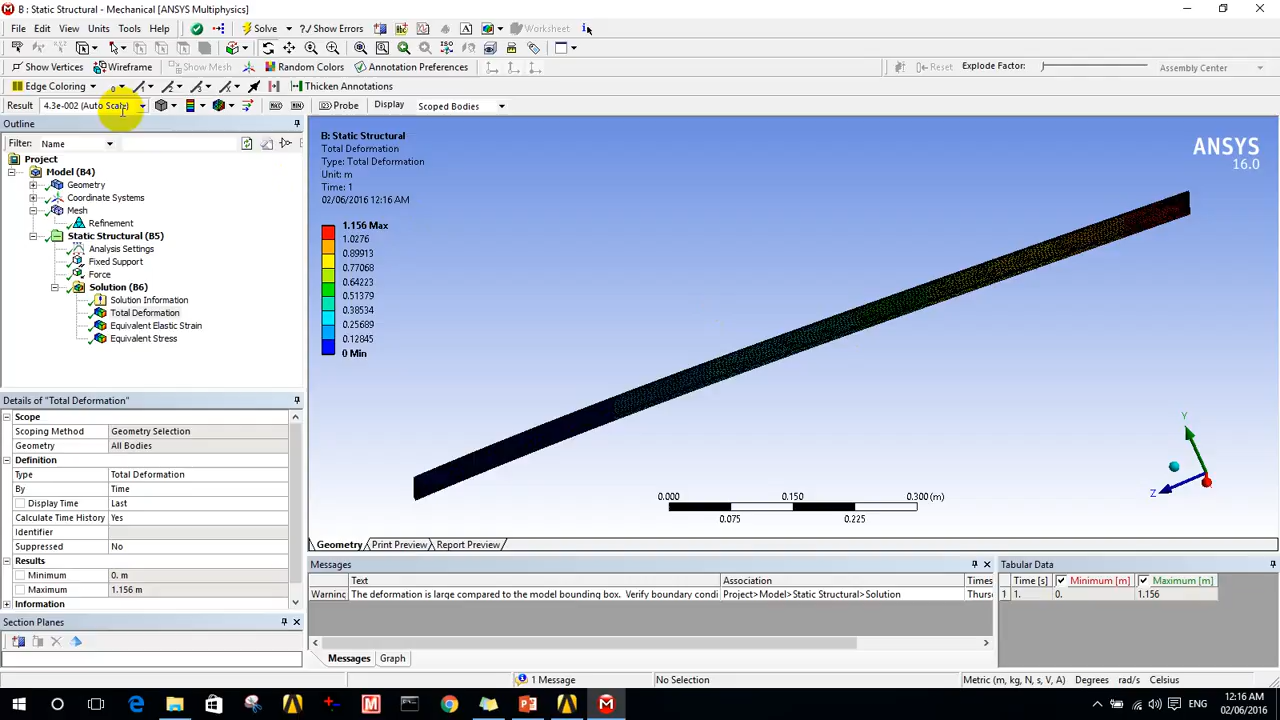 B : Static Structural - Mechanical [ANSYS Multiphysics]
File Edit View Units Tools Help Solve ?/ Show Errors Worksheet
Show Vertices Wireframe Show Mesh Random Colors Annotation Preferences Reset Explode Factor: Assembly Center
Edge Coloring Thicken Annotations
Result 4.3e-002 (Auto Scale) Probe Display Scoped Bodies
Outline
Filter: Name
Project
Model (B4)
Geometry
Coordinate Systems
Mesh
Refinement
Static Structural (B5)
Analysis Settings
Fixed Support
Force
Solution (B6)
Solution Information
Total Deformation
Equivalent Elastic Strain
Equivalent Stress
B: Static Structural
Total Deformation
Type: Total Deformation
Unit: m
Time: 1
02/06/2016 12:16 AM
1.156 Max
1.0276
0.89913
0.77068
0.64223
0.51379
0.38534
0.25689
0.12845
0 Min
ANSYS
16.0
Y
Z
0.000 0.150 0.300 (m)
0.075 0.225
Geometry Print Preview Report Preview
Details of "Total Deformation"
Scope
Scoping Method Geometry Selection
Geometry All Bodies
Definition
Type Total Deformation
By Time
Display Time Last
Calculate Time History Yes
Identifier
Suppressed No
Results
Minimum 0. m
Maximum 1.156 m
Information
Section Planes
Messages
Text Association Times
Warning The deformation is large compared to the model bounding box. Verify boundary condi Project>Model>Static Structural>Solution Thurs
Messages Graph
Tabular Data
Time [s] Minimum [m] Maximum [m]
1 1. 0. 1.156
1 Message No Selection Metric (m, kg, N, s, V, A) Degrees rad/s Celsius
ENG 12:16 AM
02/06/2016